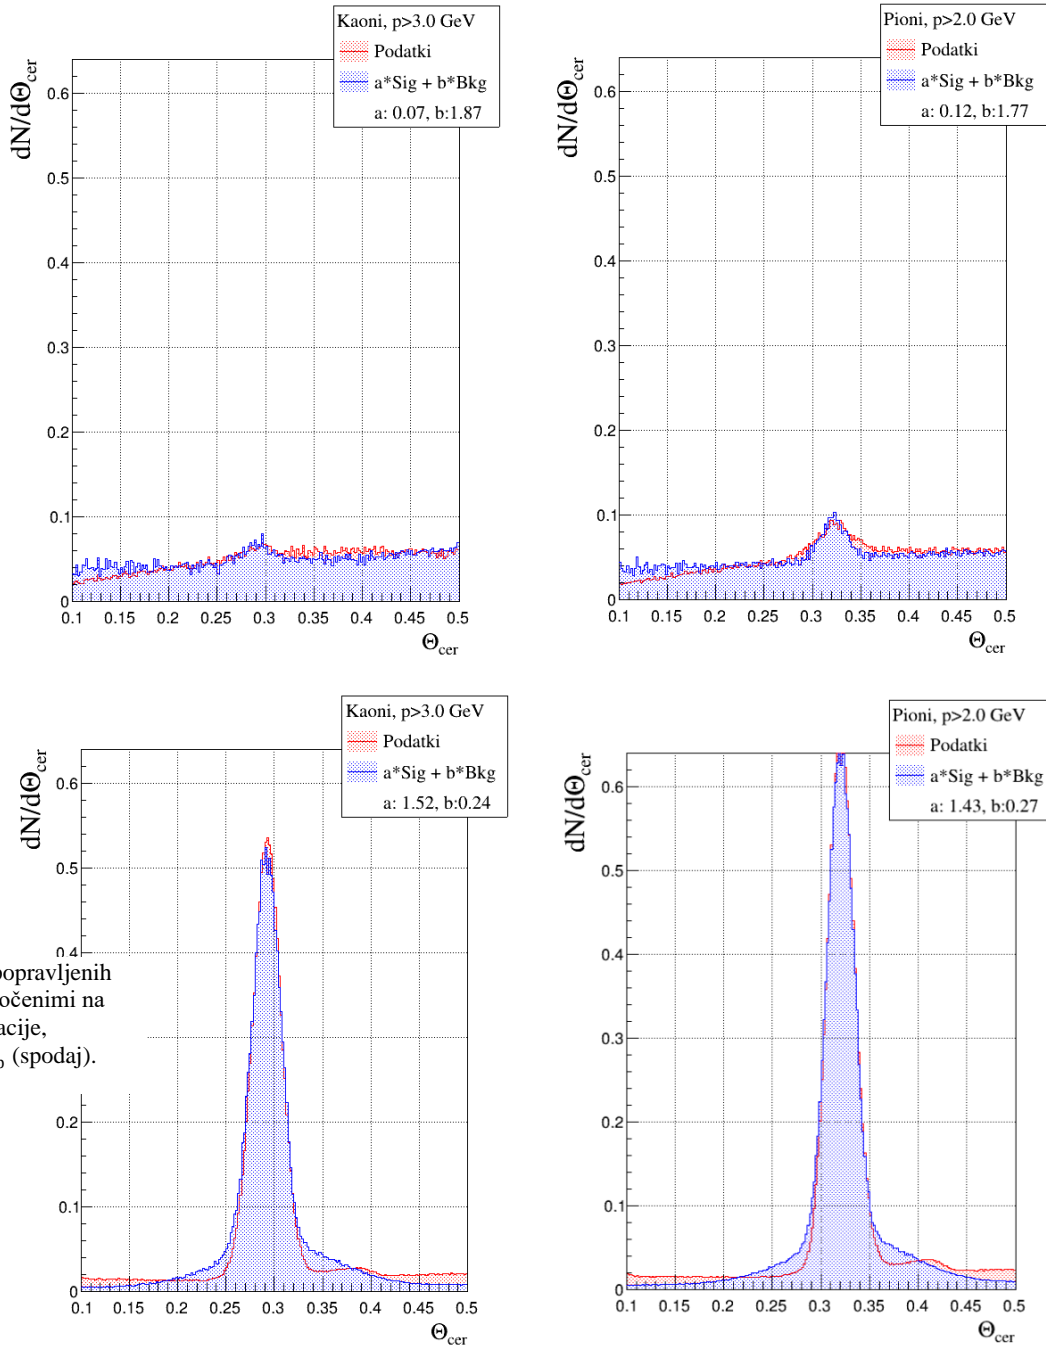 Kaoni, p>3.0 GeV
Podatki
a*Sig + b*Bkg
a: 0.07, b:1.87
dN/dΘcer
0.6
0.5
0.4
0.3
0.2
0.1
0
0.1 0.15 0.2 0.25 0.3 0.35 0.4 0.45 0.5
Θcer
Pioni, p>2.0 GeV
Podatki
a*Sig + b*Bkg
a: 0.12, b:1.77
dN/dΘcer
0.6
0.5
0.4
0.3
0.2
0.1
0
0.1 0.15 0.2 0.25 0.3 0.35 0.4 0.45 0.5
Θcer
Kaoni, p>3.0 GeV
Podatki
a*Sig + b*Bkg
a: 1.52, b:0.24
dN/dΘcer
0.6
0.5
0.4
popravljenih
očenimi na
acije,
(spodaj).
0.2
0.1
0
0.1 0.15 0.2 0.25 0.3 0.35 0.4 0.45 0.5
Θcer
Pioni, p>2.0 GeV
Podatki
a*Sig + b*Bkg
a: 1.43, b:0.27
dN/dΘcer
0.6
0.5
0.4
0.3
0.2
0.1
0
0.1 0.15 0.2 0.25 0.3 0.35 0.4 0.45 0.5
Θcer